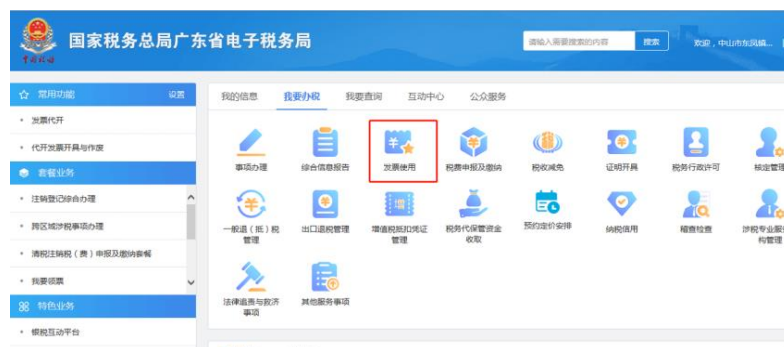 国家税务总局广东省电子税务局
请输入需要搜索的内容
搜索
欢迎，中山市东凤镇...
常用功能
设置
发票代开
代开发票开具与作废
套餐业务
注销登记综合办理
跨区域涉税事项办理
清税注销税（费）申报及缴纳套餐
我要领票
特色业务
银税互动平台
我的信息
我要办税
我要查询
互动中心
公众服务
事项办理
综合信息报告
发票使用
税费申报及缴纳
税收减免
证明开具
税务行政许可
核定管理
一般退（抵）税
管理
出口退税管理
增值税抵扣凭证
管理
税务代保管资金
收取
预约定价安排
纳税信用
稽查检查
涉税专业服务
构管理
法律追责与救济
事项
其他服务事项